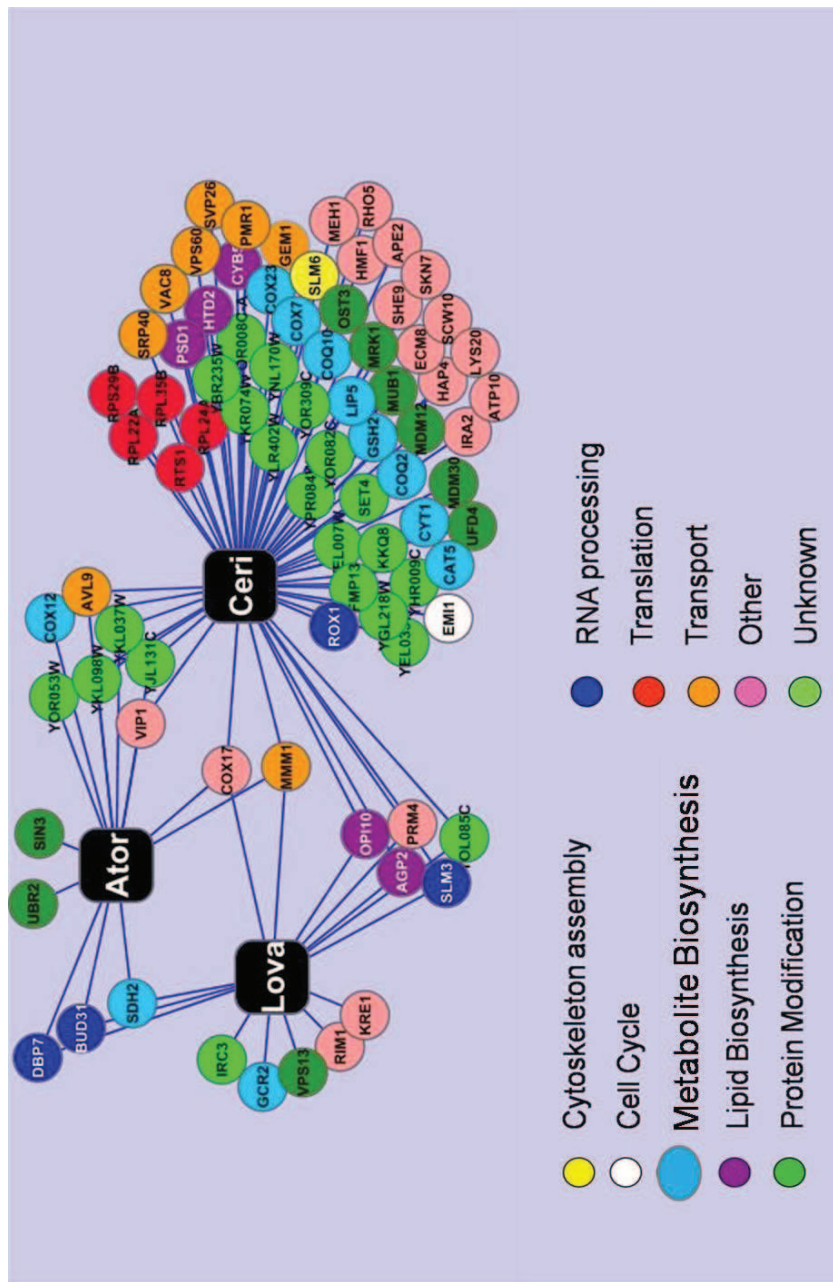 DBP7
BUD31
SDH2
UBR2
SIN3
Ator
YOR053W
COX12
YKL098W
AVL9
YKL037W
YJL131C
VIP1
COX17
MMM1
Lova
IRC3
GCR2
VPS13
RIM1
KRE1
OPI10
PRM4
AGP2
SLM3
YOL085C
Ceri
RPS29B
RPL22A
RPL35B
RPL24A
RTS1
SRP40
VAC8
VPS60
SVP26
PMR1
GEM1
PSD1
HTD2
CYB5
YBR235W
YKR074W
YNL170W
YLR402W
YOR309C
YOR082C
SET4
KKQ8
FMP13
YGL218W
YHR009C
COX23
COX7
COQ10
LIP5
GSH2
COQ2
CYT1
CAT5
SLM6
OST3
MRK1
MUB1
MDM12
MDM30
UFD4
ROX1
EMI1
MEH1
RHO5
HMF1
APE2
SHE9
SKN7
ECM8
SCW10
HAP4
LYS20
ATP10
IRA2
Cytoskeleton assembly
Cell Cycle
Metabolite Biosynthesis
Lipid Biosynthesis
Protein Modification
RNA processing
Translation
Transport
Other
Unknown